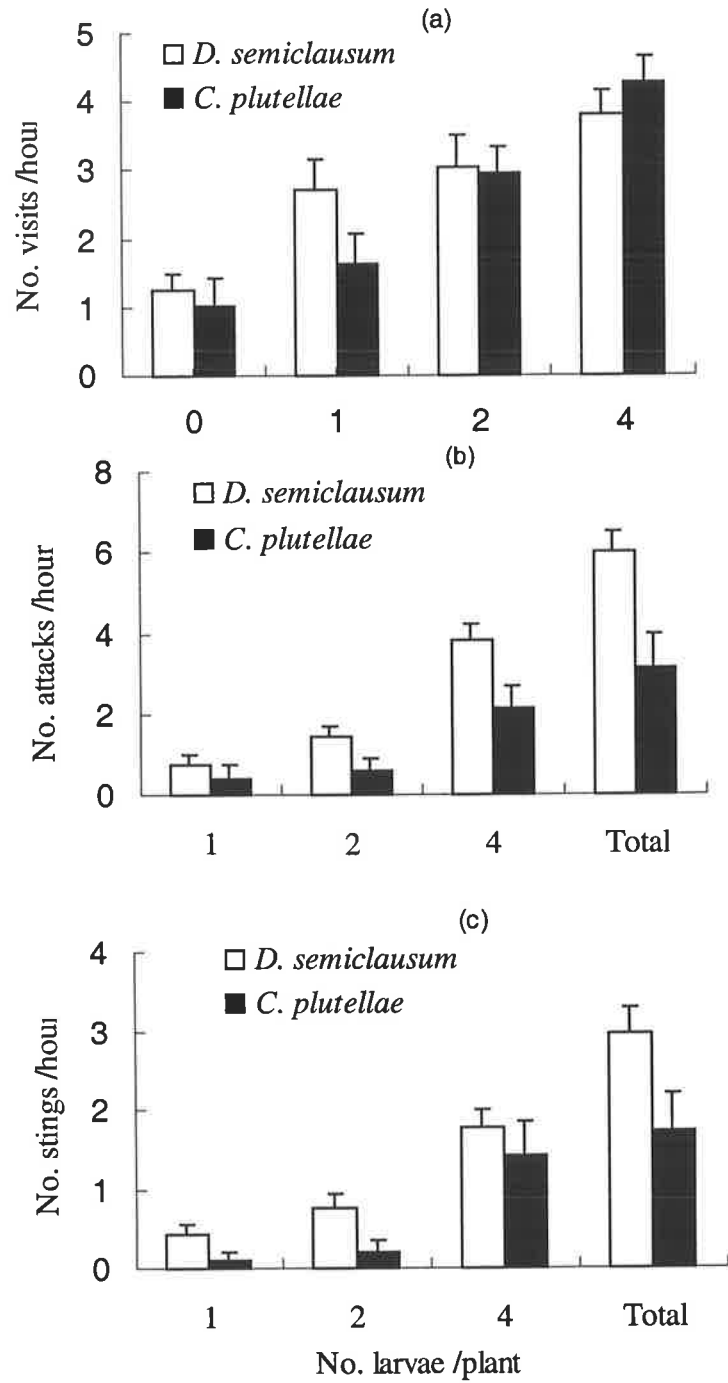 (a)
5
4
3
2
1
0
No. visits /hour
D. semiclausum
C. plutellae
0 1 2 4
(b)
8
6
4
2
0
No. attacks /hour
D. semiclausum
C. plutellae
1 2 4 Total
(c)
4
3
2
1
0
No. stings /hour
D. semiclausum
C. plutellae
1 2 4 Total
No. larvae /plant